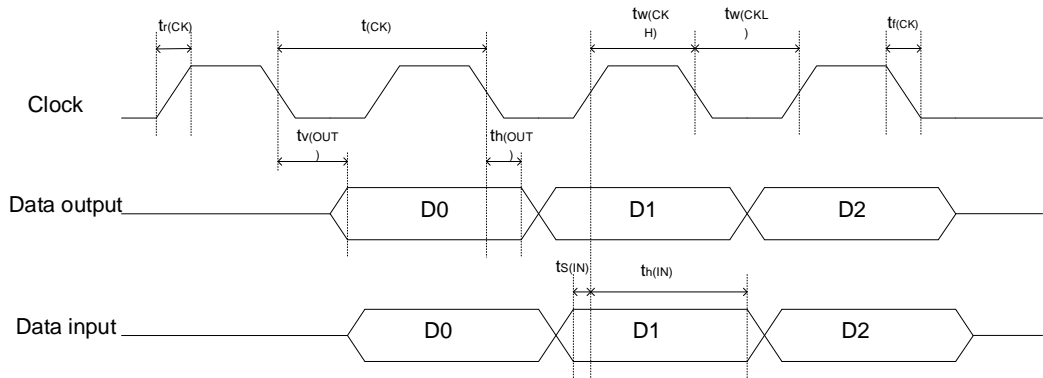 tr(CK)
t(CK)
tw(CK
H)
tw(CKL
)
tf(CK)
Clock
tv(OUT
)
th(OUT
)
Data output
D0
D1
D2
ts(IN)
th(IN)
Data input
D0
D1
D2